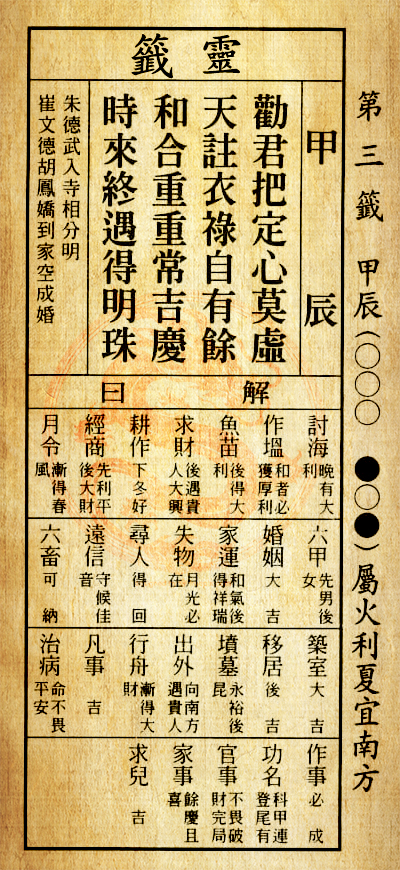 第三籤 甲辰(○○○ ●○●)屬火利夏宜南方
靈籤
甲辰
勸君把定心莫虛
天註衣祿自有餘
和合重重常吉慶
時來終遇得明珠
朱德武入寺相分明
崔文德胡鳳嬌到家空成婚
解曰
討海 晚有大利
作塭 和者必獲厚利
魚苗 後得大利
求財 後遇貴人大興
耕作 下冬好
經商 先利平後大財
月令 漸得春風
六甲 先男後女
婚姻 大吉
家運 和氣後得祥瑞
失物 月光必在
尋人 得回
遠信 守候佳音
六畜 可納
築室 大吉
移居 後吉
墳墓 永裕後昆
出外 向南方遇貴人
行舟 漸得大財
凡事 吉
治病 命不畏平安
作事 必成
功名 科甲連登尾有
官事 不畏破財完局
家事 餘慶且喜
求兒 吉